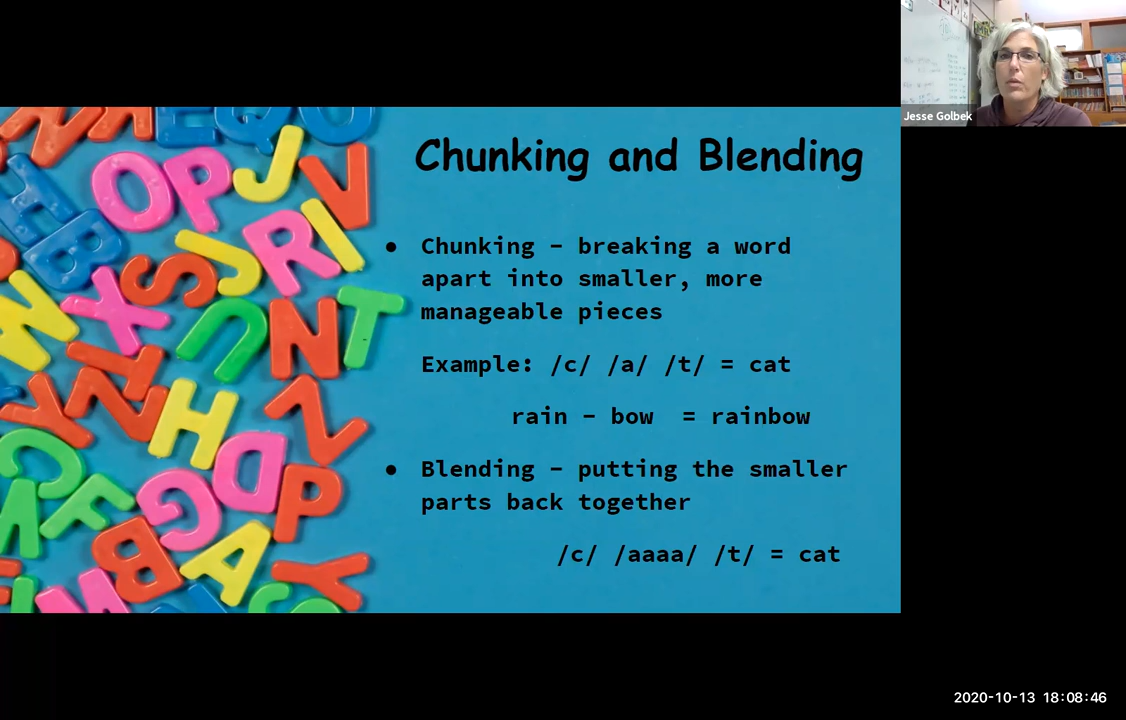 Jesse Golbek
Chunking and Blending
● Chunking – breaking a word
apart into smaller, more
manageable pieces
Example: /c/ /a/ /t/ = cat
rain – bow = rainbow
● Blending – putting the smaller
parts back together
/c/ /aaaa/ /t/ = cat
2020-10-13 18:08:46